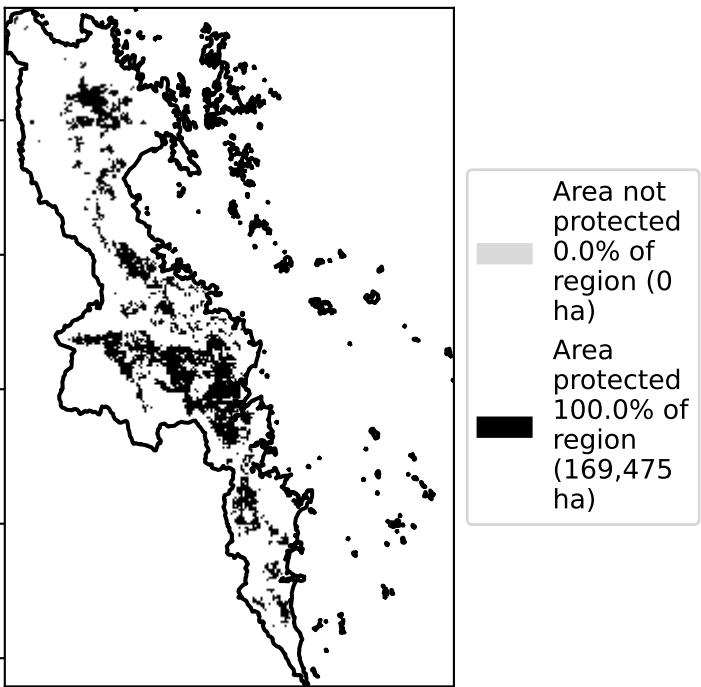 Area not
protected
0.0% of
region (0
ha)
Area
protected
100.0% of
region
(169,475
ha)